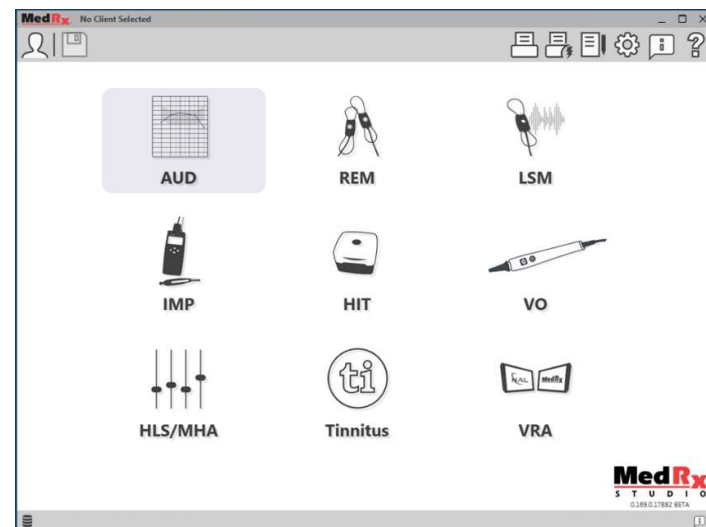 MedRx No Client Selected
AUD REM LSM
IMP HIT VO
ti
NAL MedRx
HLS/MHA Tinnitus VRA
MedRx
STUDIO
0.169.0.17882 BETA